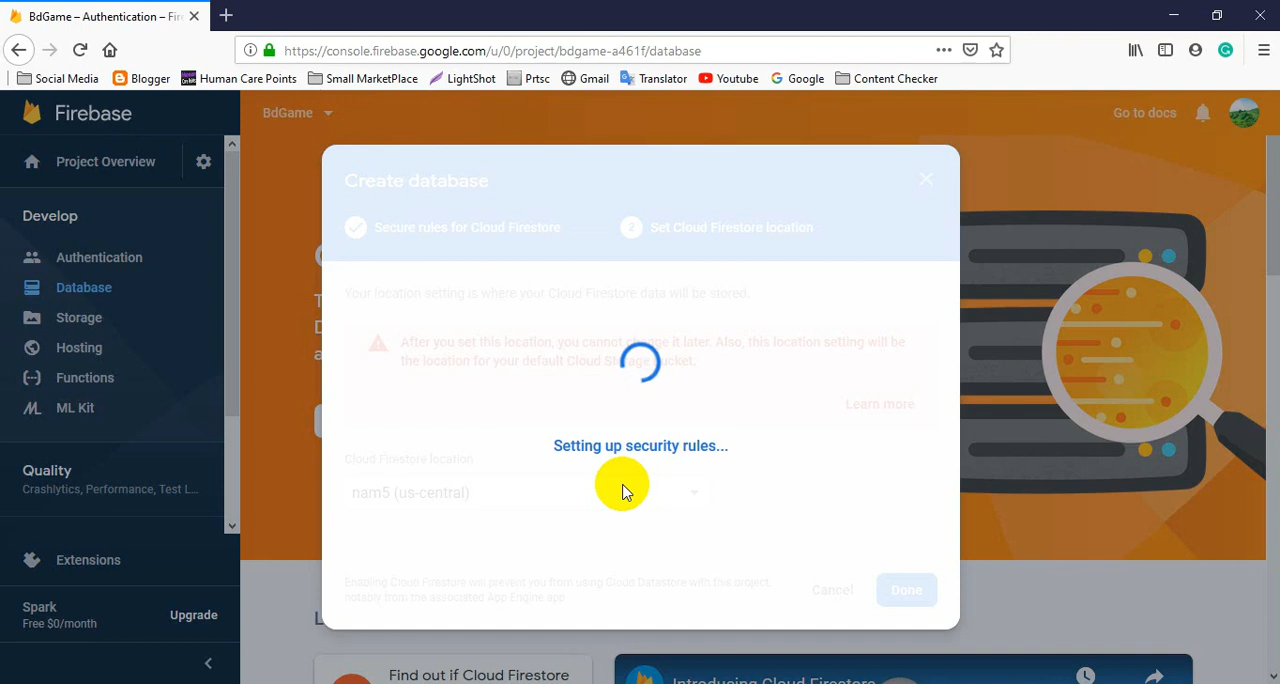 BdGame – Authentication – Fire
https://console.firebase.google.com/u/0/project/bdgame-a461f/database
Social Media
Blogger
Human Care Points
Small MarketPlace
LightShot
Prtsc
Gmail
Translator
Youtube
Google
Content Checker
Firebase
BdGame
Go to docs
Project Overview
Develop
Authentication
Database
Storage
Hosting
Functions
ML Kit
Quality
Crashlytics, Performance, Test L...
Extensions
Spark
Free $0/month
Upgrade
Create database
Secure rules for Cloud Firestore
2
Set Cloud Firestore location
Your location setting is where your Cloud Firestore data will be stored.
After you set this location, you cannot change it later. Also, this location setting will be
the location for your default Cloud Storage bucket.
Learn more
Setting up security rules...
Cloud Firestore location
nam5 (us-central)
Enabling Cloud Firestore will prevent you from using Cloud Datastore with this project,
notably from the associated App Engine app
Cancel
Done
Find out if Cloud Firestore
Introducing Cloud Firestore